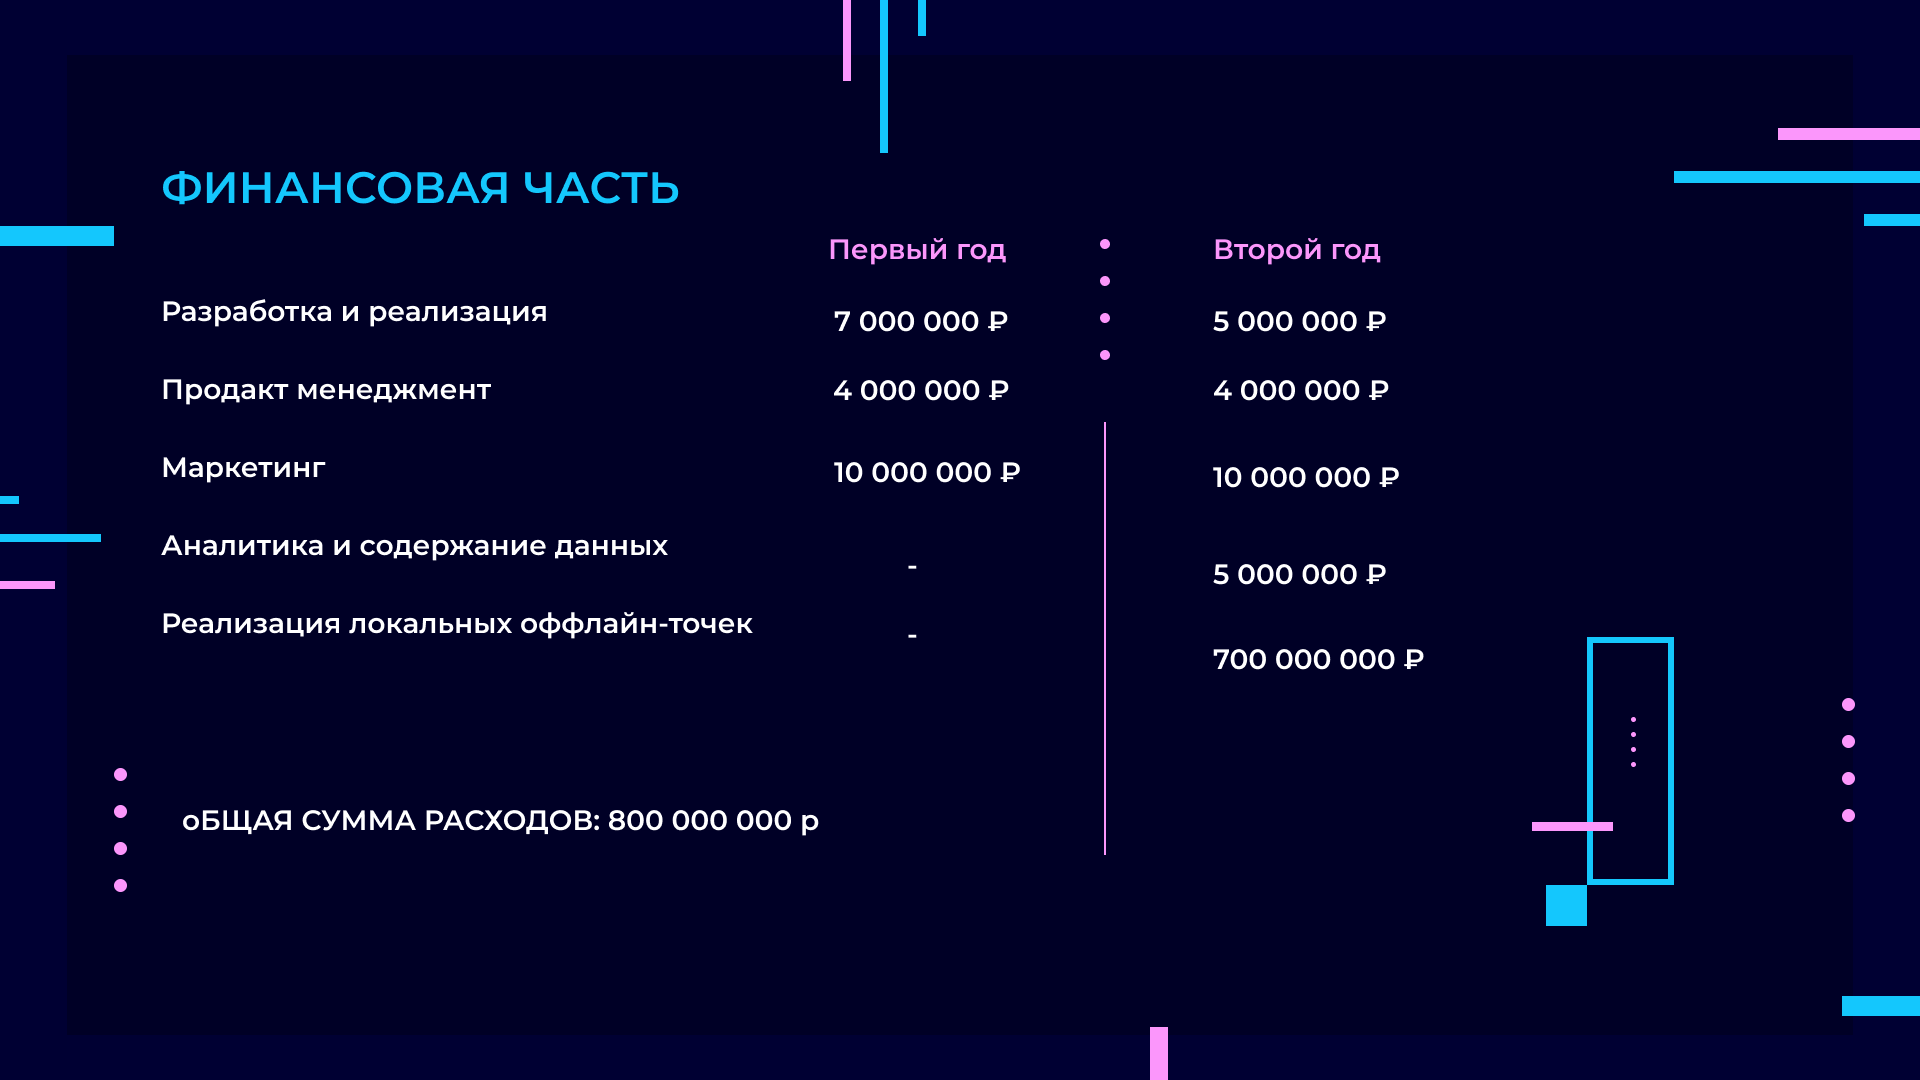 ФИНАНСОВАЯ ЧАСТЬ
Первый год Второй год
Разработка и реализация 7 000 000 ₽ 5 000 000 ₽
Продакт менеджмент 4 000 000 ₽ 4 000 000 ₽
Маркетинг 10 000 000 ₽ 10 000 000 ₽
Аналитика и содержание данных - 5 000 000 ₽
Реализация локальных оффлайн-точек - 700 000 000 ₽
оБЩАЯ СУММА РАСХОДОВ: 800 000 000 р